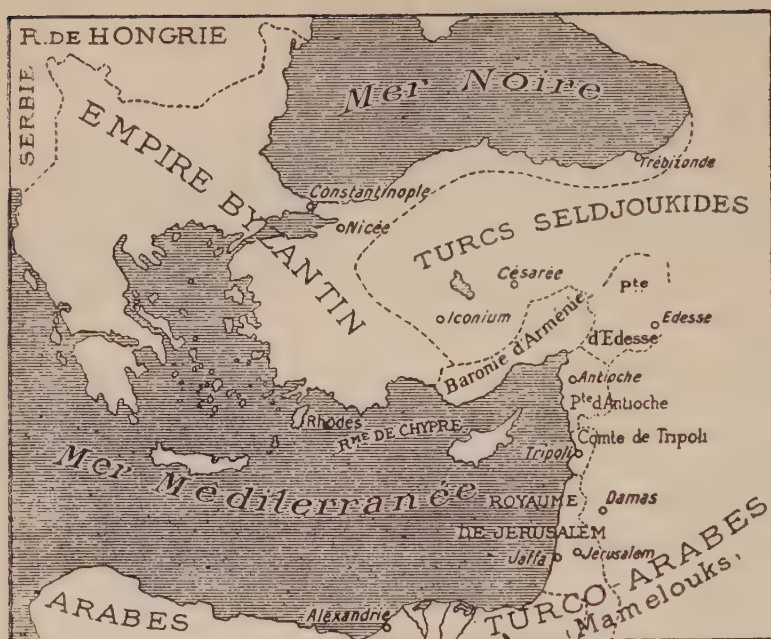 R. DE HONGRIE
SERBIE
Mer Noire
EMPIRE BYZANTIN
Trébizonde
Constantinople
Nicée
TURCS SELDJOUKIDES
Césarée
Pte
Iconium
Edesse
Baronie d'Arménie
d'Edesse
Antioche
Pte d'Antioche
Rhodes
RME DE CHYPRE
Comte de Tripoli
Tripoli
Mer Méditerranée
ROYAUME
Damas
DE JERUSALEM
Jaffa
Jérusalem
TURCO-ARABES
Mamelouks,
ARABES
Alexandrie